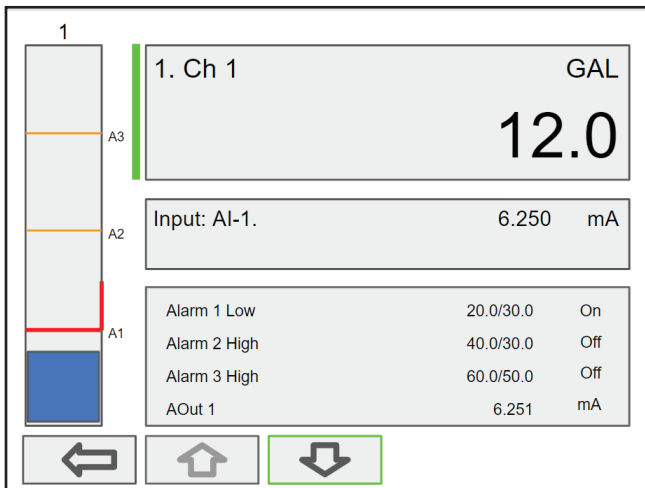 1
A3
A2
A1
1. Ch 1 GAL
12.0
Input: AI-1. 6.250 mA
Alarm 1 Low 20.0/30.0 On
Alarm 2 High 40.0/30.0 Off
Alarm 3 High 60.0/50.0 Off
AOut 1 6.251 mA